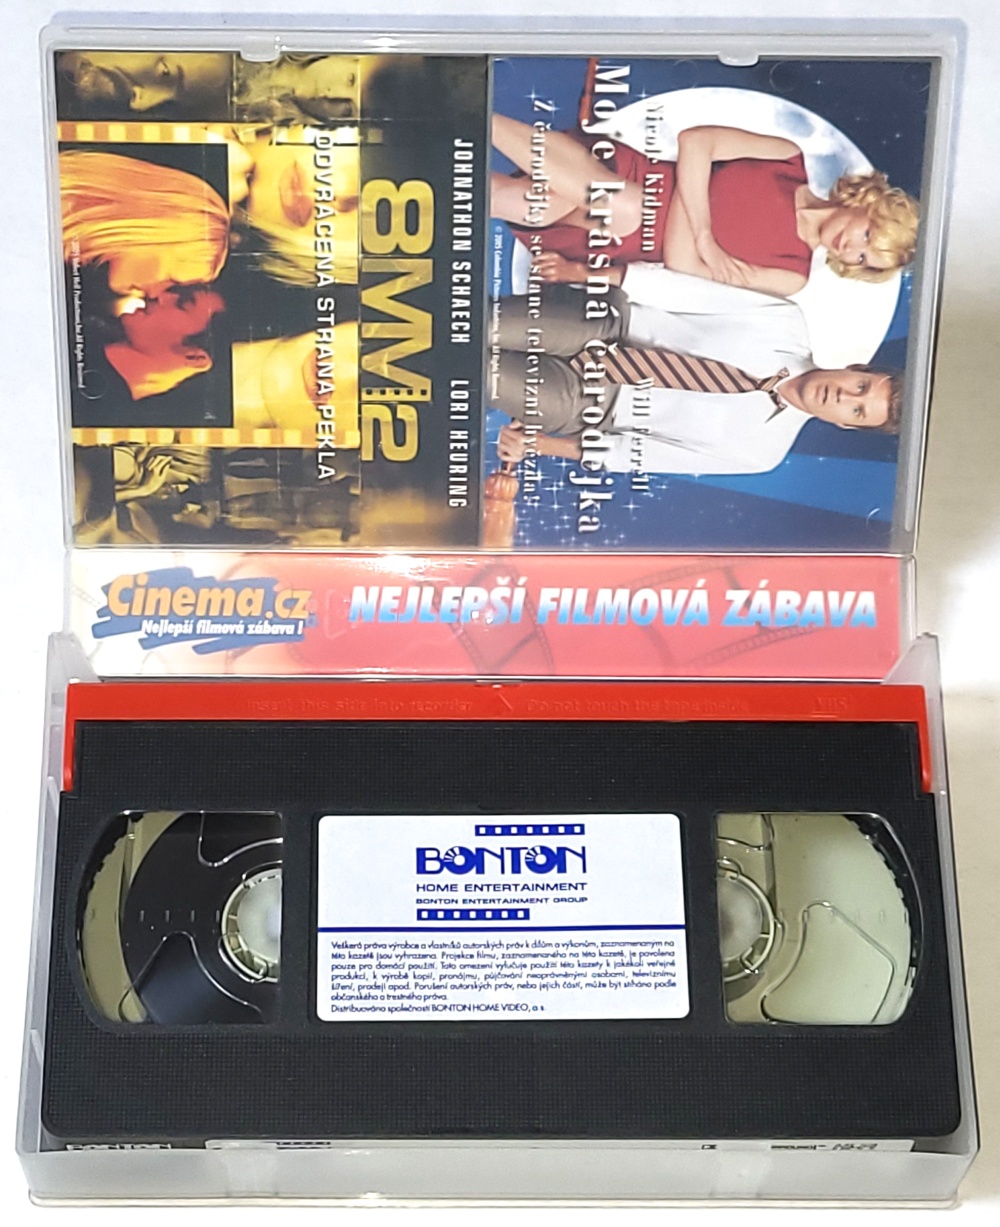 Nicole Kidman
Will Ferrell
Moje krásná čarodějka
Z čarodějky se stane televizní hvězda!
JOHNATHON SCHAECH LORI HEURING
8MM2
ODVRÁCENÁ STRANA PEKLA
Cinema.cz
Nejlepší filmová zábava!
NEJLEPŠÍ FILMOVÁ ZÁBAVA
Insert this side into recorder
Do not touch the tape inside
VHS
BONTON
HOME ENTERTAINMENT
BONTON ENTERTAINMENT GROUP
Veškerá práva výrobce a vlastníků autorských práv k dílům a výkonům, zaznamenaným na
této kazetě jsou vyhrazena. Projekce filmu, zaznamenaného na této kazetě, je povolena
pouze pro domácí použití. Toto omezení vylučuje použití této kazety k jakékoli veřejné
produkci, k výrobě kopií, pronájmu, půjčování neoprávněnými osobami, televiznímu
šíření, prodeji apod. Porušení autorských práv, nebo jejich částí, může být stíháno podle
občanského a trestného práva.
Distribuováno společností BONTON HOME VIDEO, a.s.